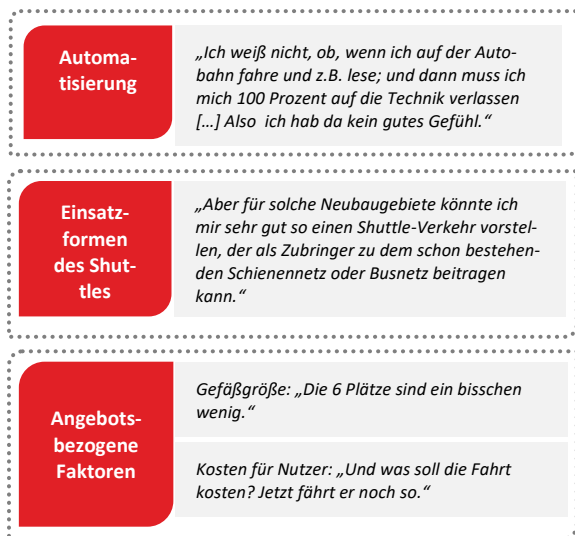 Automa-
tisierung
„Ich weiß nicht, ob, wenn ich auf der Auto-
bahn fahre und z.B. lese; und dann muss ich
mich 100 Prozent auf die Technik verlassen
[…] Also  ich hab da kein gutes Gefühl.“
Einsatz-
formen
des Shut-
tles
„Aber für solche Neubaugebiete könnte ich
mir sehr gut so einen Shuttle-Verkehr vorstel-
len, der als Zubringer zu dem schon bestehen-
den Schienennetz oder Busnetz beitragen
kann.“
Angebots-
bezogene
Faktoren
Gefäßgröße: „Die 6 Plätze sind ein bisschen
wenig.“
Kosten für Nutzer: „Und was soll die Fahrt
kosten? Jetzt fährt er noch so.“